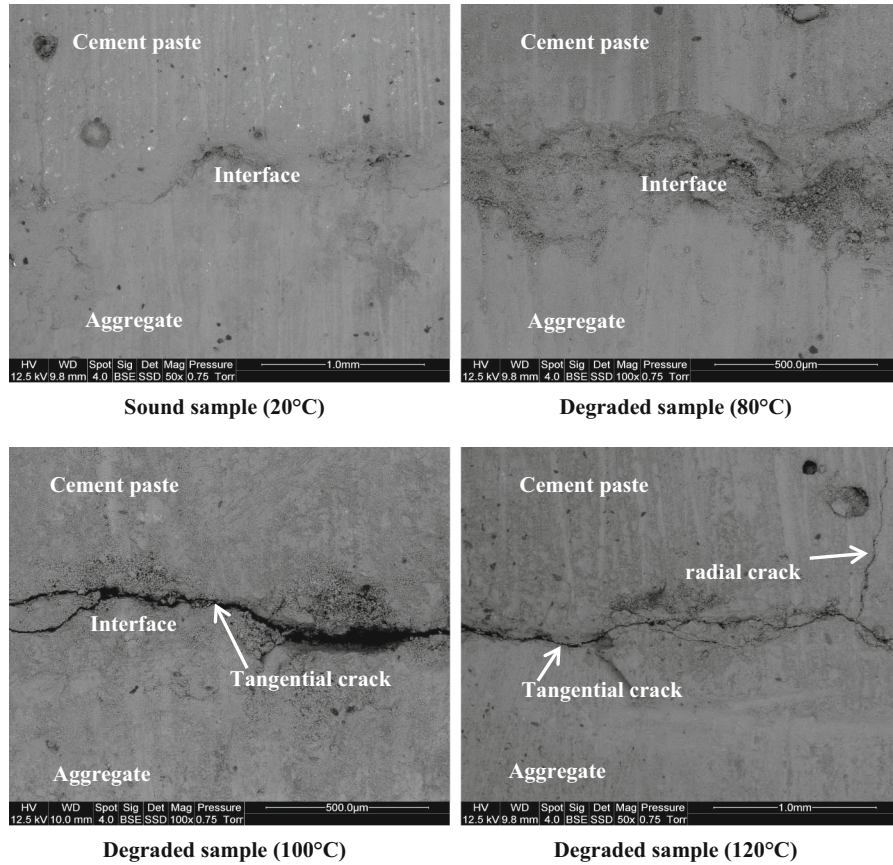 Cement paste
Interface
Aggregate
HV WD Spot Sig Det Mag Pressure 1.0mm
12.5 kV 9.8 mm 4.0 BSE SSD 50x 0.75 Torr
Sound sample (20°C)
Cement paste
Interface
Aggregate
HV WD Spot Sig Det Mag Pressure 500.0µm
12.5 kV 9.8 mm 4.0 BSE SSD 100x 0.75 Torr
Degraded sample (80°C)
Cement paste
Interface
Tangential crack
Aggregate
HV WD Spot Sig Det Mag Pressure 500.0µm
12.5 kV 10.0 mm 4.0 BSE SSD 100x 0.75 Torr
Degraded sample (100°C)
Cement paste
radial crack
Tangential crack
Aggregate
HV WD Spot Sig Det Mag Pressure 1.0mm
12.5 kV 9.8 mm 4.0 BSE SSD 50x 0.75 Torr
Degraded sample (120°C)